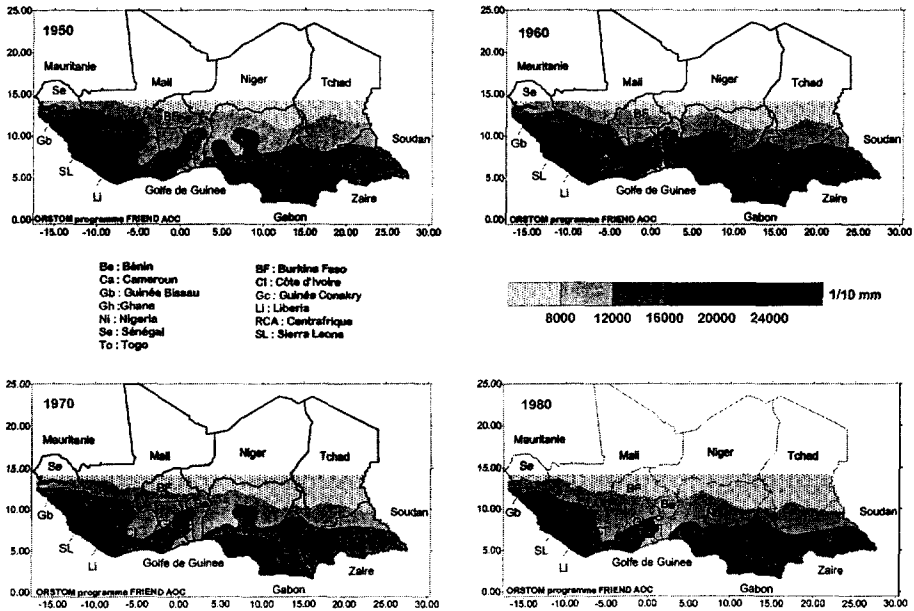 1950
25.00
20.00
15.00
10.00
5.00
0.00
Mauritanie
Se
Mali
Niger
Tchad
BF
Gb
SL
Li
Golfe de Guinee
Soudan
Zaire
Gabon
ORSTOM programme FRIEND AOC
-15.00 -10.00 -5.00 0.00 5.00 10.00 15.00 20.00 25.00 30.00
1960
25.00
20.00
15.00
10.00
5.00
0.00
Mauritanie
Se
Mali
Niger
Tchad
BF
Gb
SL
Li
Golfe de Guinee
Soudan
Zaire
Gabon
ORSTOM programme FRIEND AOC
-15.00 -10.00 -5.00 0.00 5.00 10.00 15.00 20.00 25.00 30.00
Be : Bénin
Ca : Cameroun
Gb : Guinée Bissau
Gh :Ghana
Ni : Nigeria
Se : Sénégal
To : Togo
BF : Burkina Faso
CI : Côte d'Ivoire
Gc : Guinée Conakry
Li : Liberia
RCA : Centrafrique
SL : Sierra Leone
1/10 mm
8000 12000 16000 20000 24000
1970
25.00
20.00
15.00
10.00
5.00
0.00
Mauritanie
Se
Mali
Niger
Tchad
BF
Gb
SL
Li
Golfe de Guinee
Soudan
Zaire
Gabon
ORSTOM programme FRIEND AOC
-15.00 -10.00 -5.00 0.00 5.00 10.00 15.00 20.00 25.00 30.00
1980
25.00
20.00
15.00
10.00
5.00
0.00
Mauritanie
Se
Mali
Niger
Tchad
BF
Be
Gb
SL
Li
Golfe de Guinee
Soudan
Zaire
Gabon
ORSTOM programme FRIEND AOC
-15.00 -10.00 -5.00 0.00 5.00 10.00 15.00 20.00 25.00 30.00